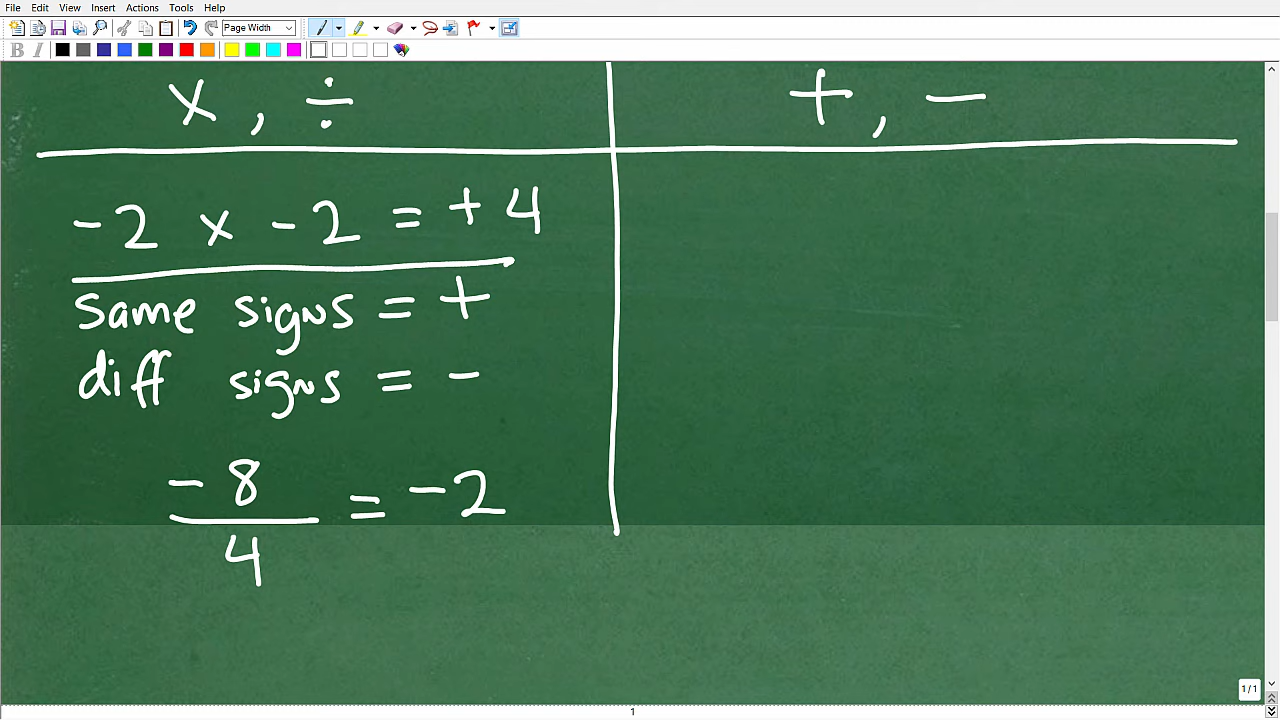 File Edit View Insert Actions Tools Help
Page Width
B I
x , ÷
+ , −
-2 x -2 = +4
same signs = +
diff signs = -
-8
4
= -2
1/1
1